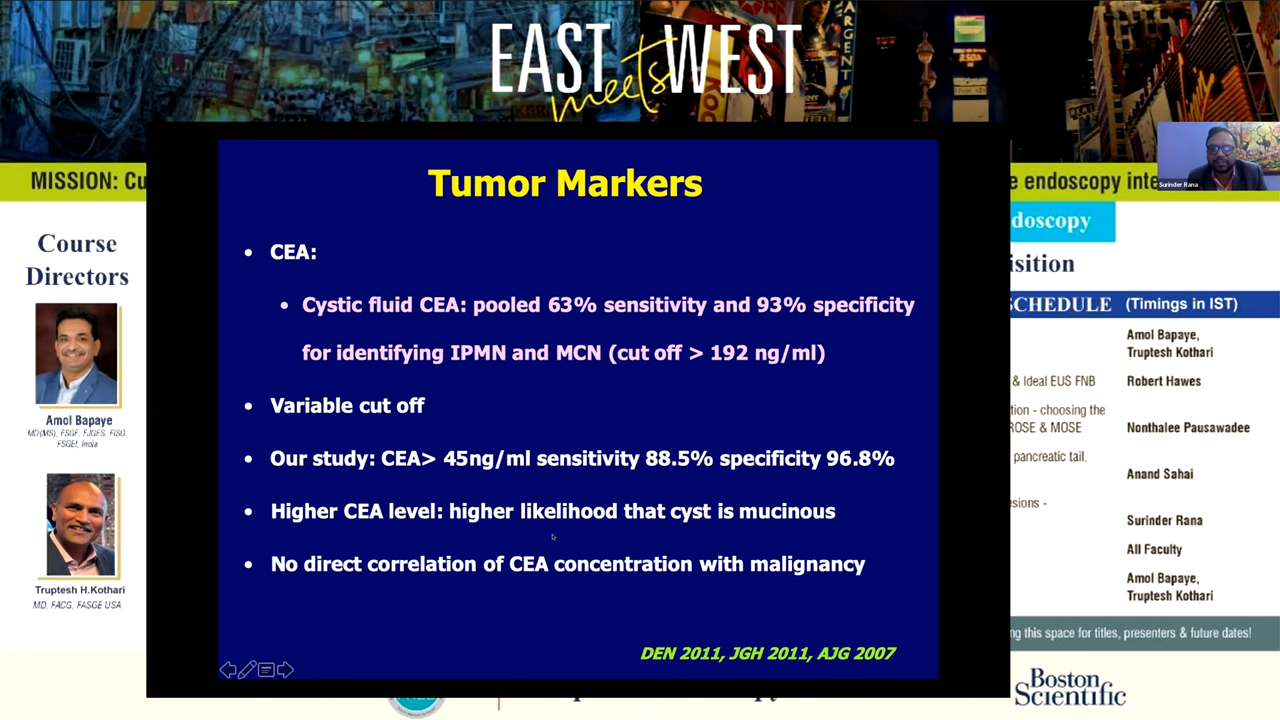 EAST meets WEST
MISSION: Cu
e endoscopy inte
Surinder Rana
Course
Directors
Amol Bapaye
MD(MS), FSGF, FJGFS, FISG,
FSGEI, India
Truptesh H.Kothari
MD, FACG, FASGE USA
Tumor Markers
• CEA:
• Cystic fluid CEA: pooled 63% sensitivity and 93% specificity
for identifying IPMN and MCN (cut off > 192 ng/ml)
• Variable cut off
• Our study: CEA> 45ng/ml sensitivity 88.5% specificity 96.8%
• Higher CEA level: higher likelihood that cyst is mucinous
• No direct correlation of CEA concentration with malignancy
DEN 2011, JGH 2011, AJG 2007
doscopy
isition
SCHEDULE (Timings in IST)
Amol Bapaye,
Truptesh Kothari
& Ideal EUS FNB Robert Hawes
tion - choosing the
ROSE & MOSE Nonthalee Pausawadee
pancreatic tail,
Anand Sahai
esions -
Surinder Rana
All Faculty
Amol Bapaye,
Truptesh Kothari
ng this space for titles, presenters & future dates!
Boston
Scientific